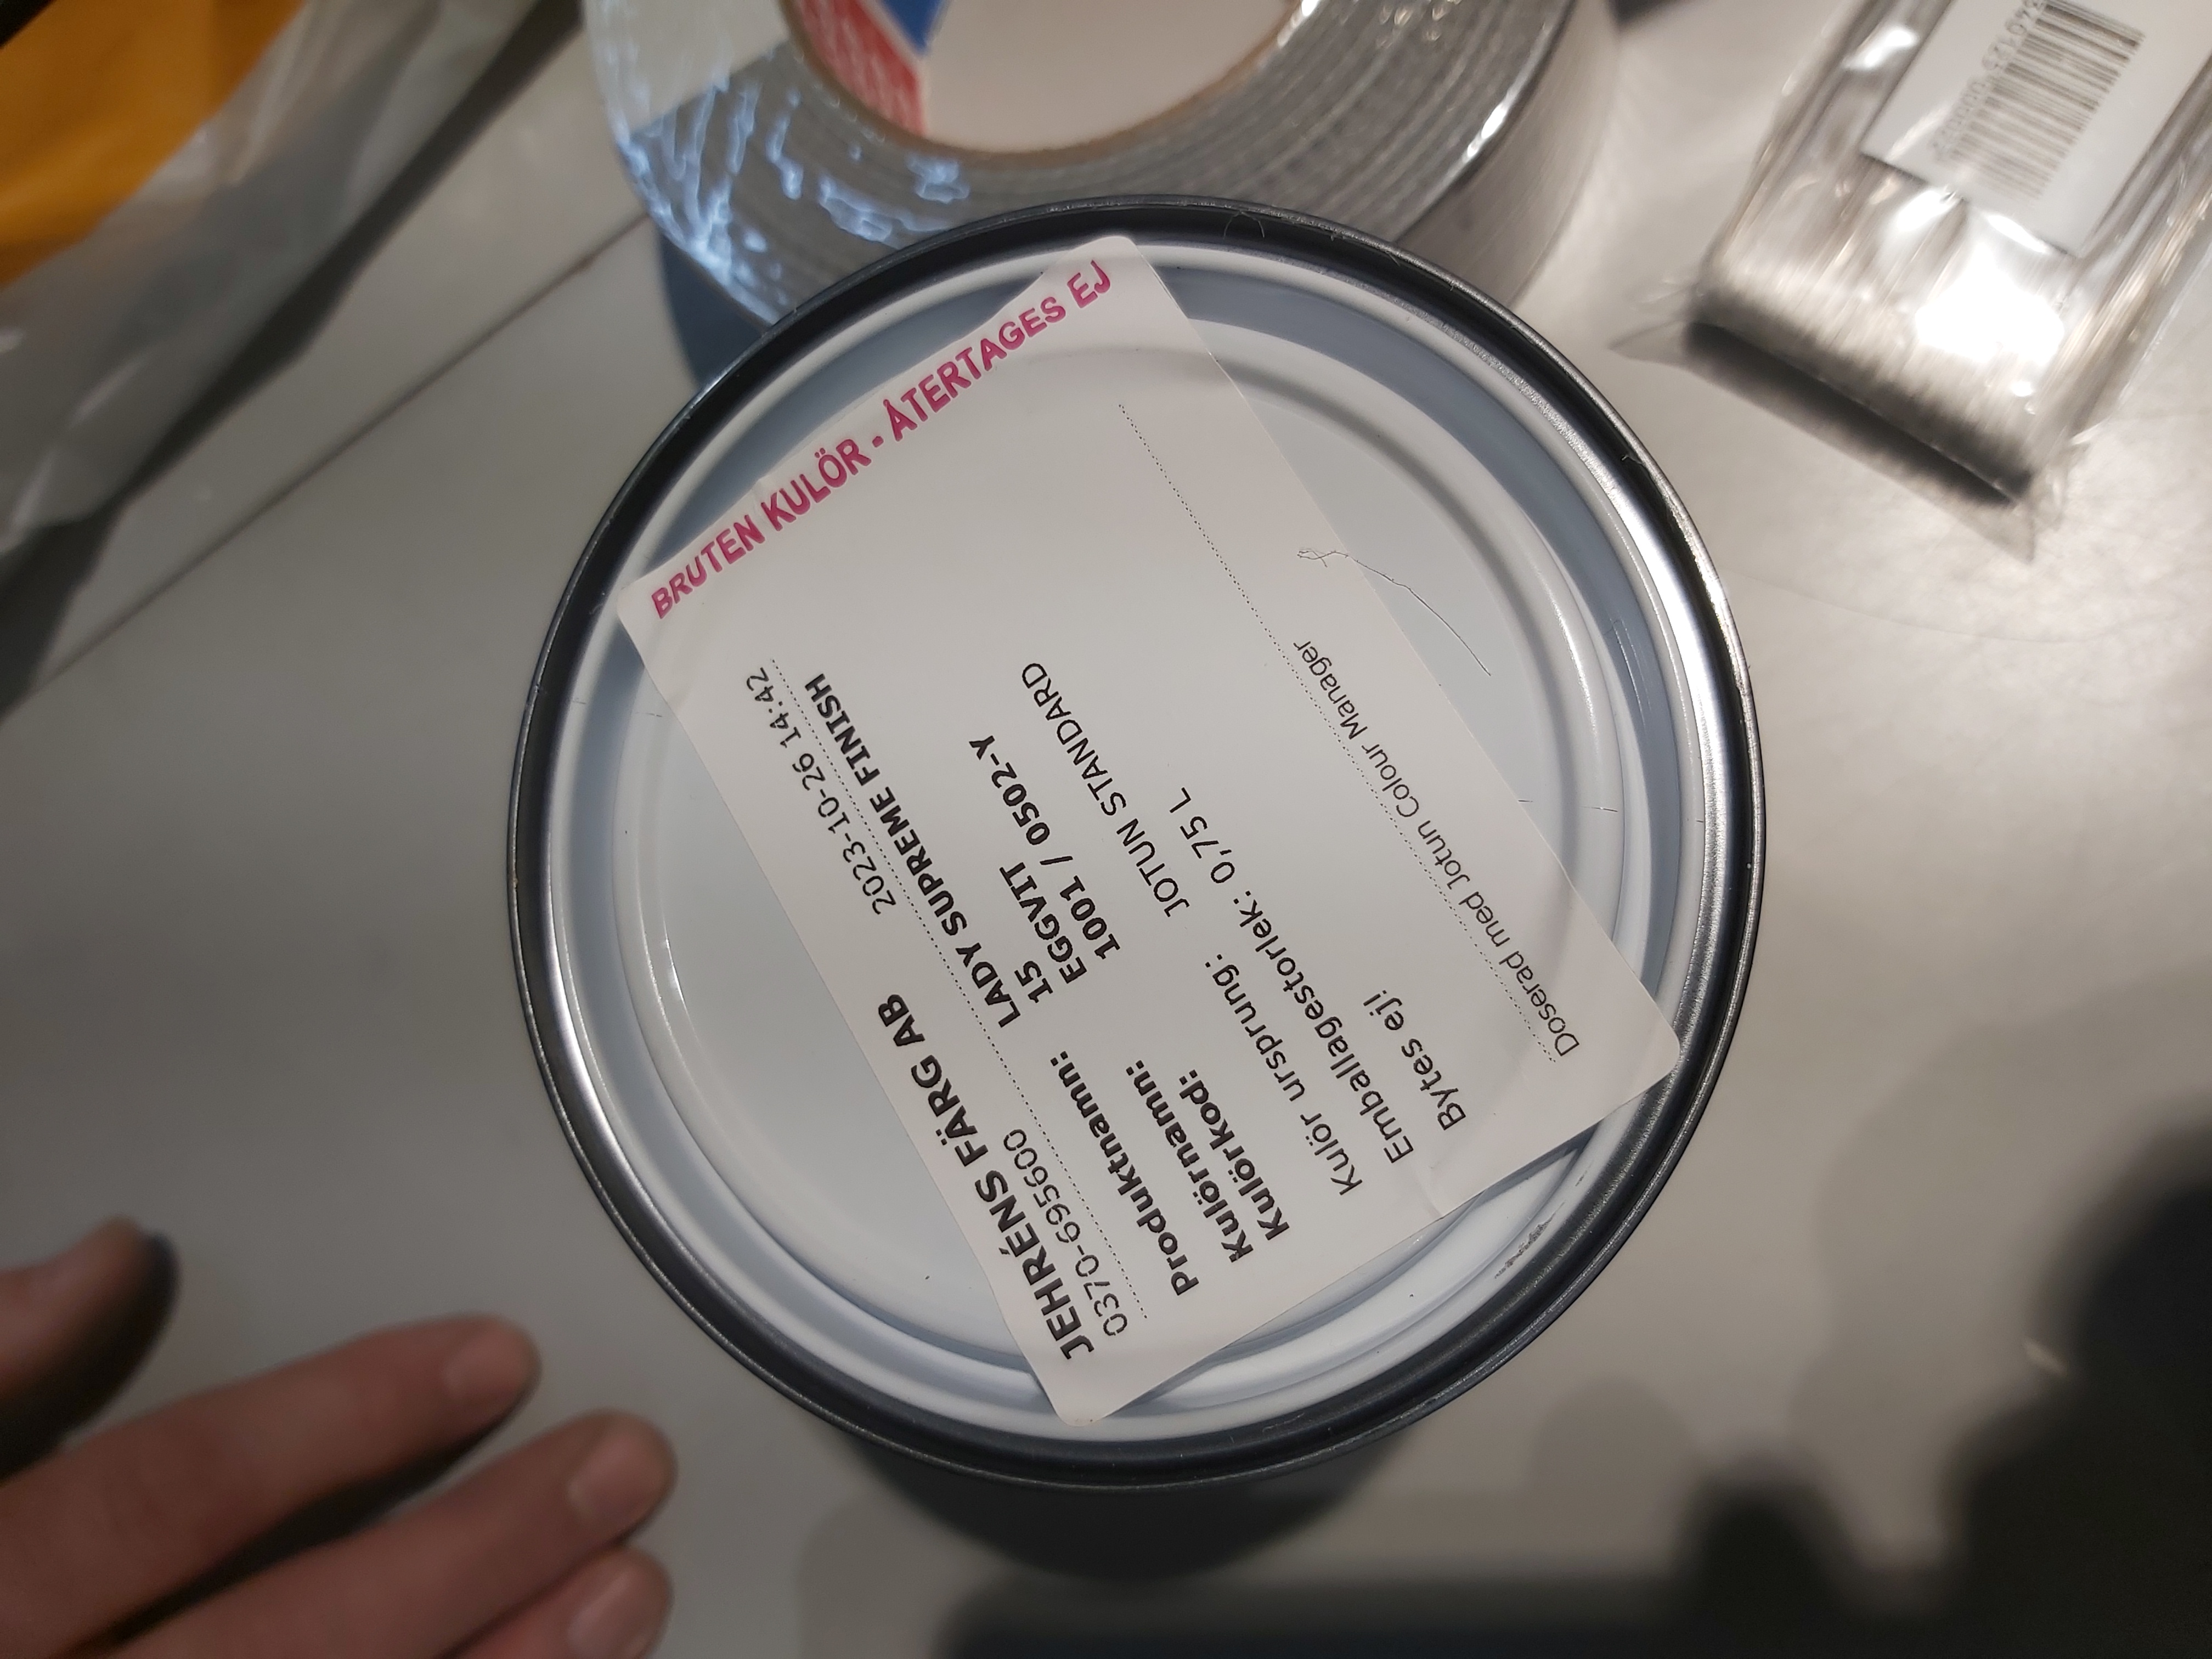 JEHRÉNS FÄRG AB
0370-695600 2023-10-26 14:42
Produktnamn: LADY SUPREME FINISH
15
Kulörnamn: EGGVIT
Kulörkod: 1001 / 0502-Y
Kulör ursprung: JOTUN STANDARD
Emballagestorlek: 0,75 L
Bytes ej!
Doserad med Jotun Colour Manager
BRUTEN KULÖR - ÅTERTAGES EJ